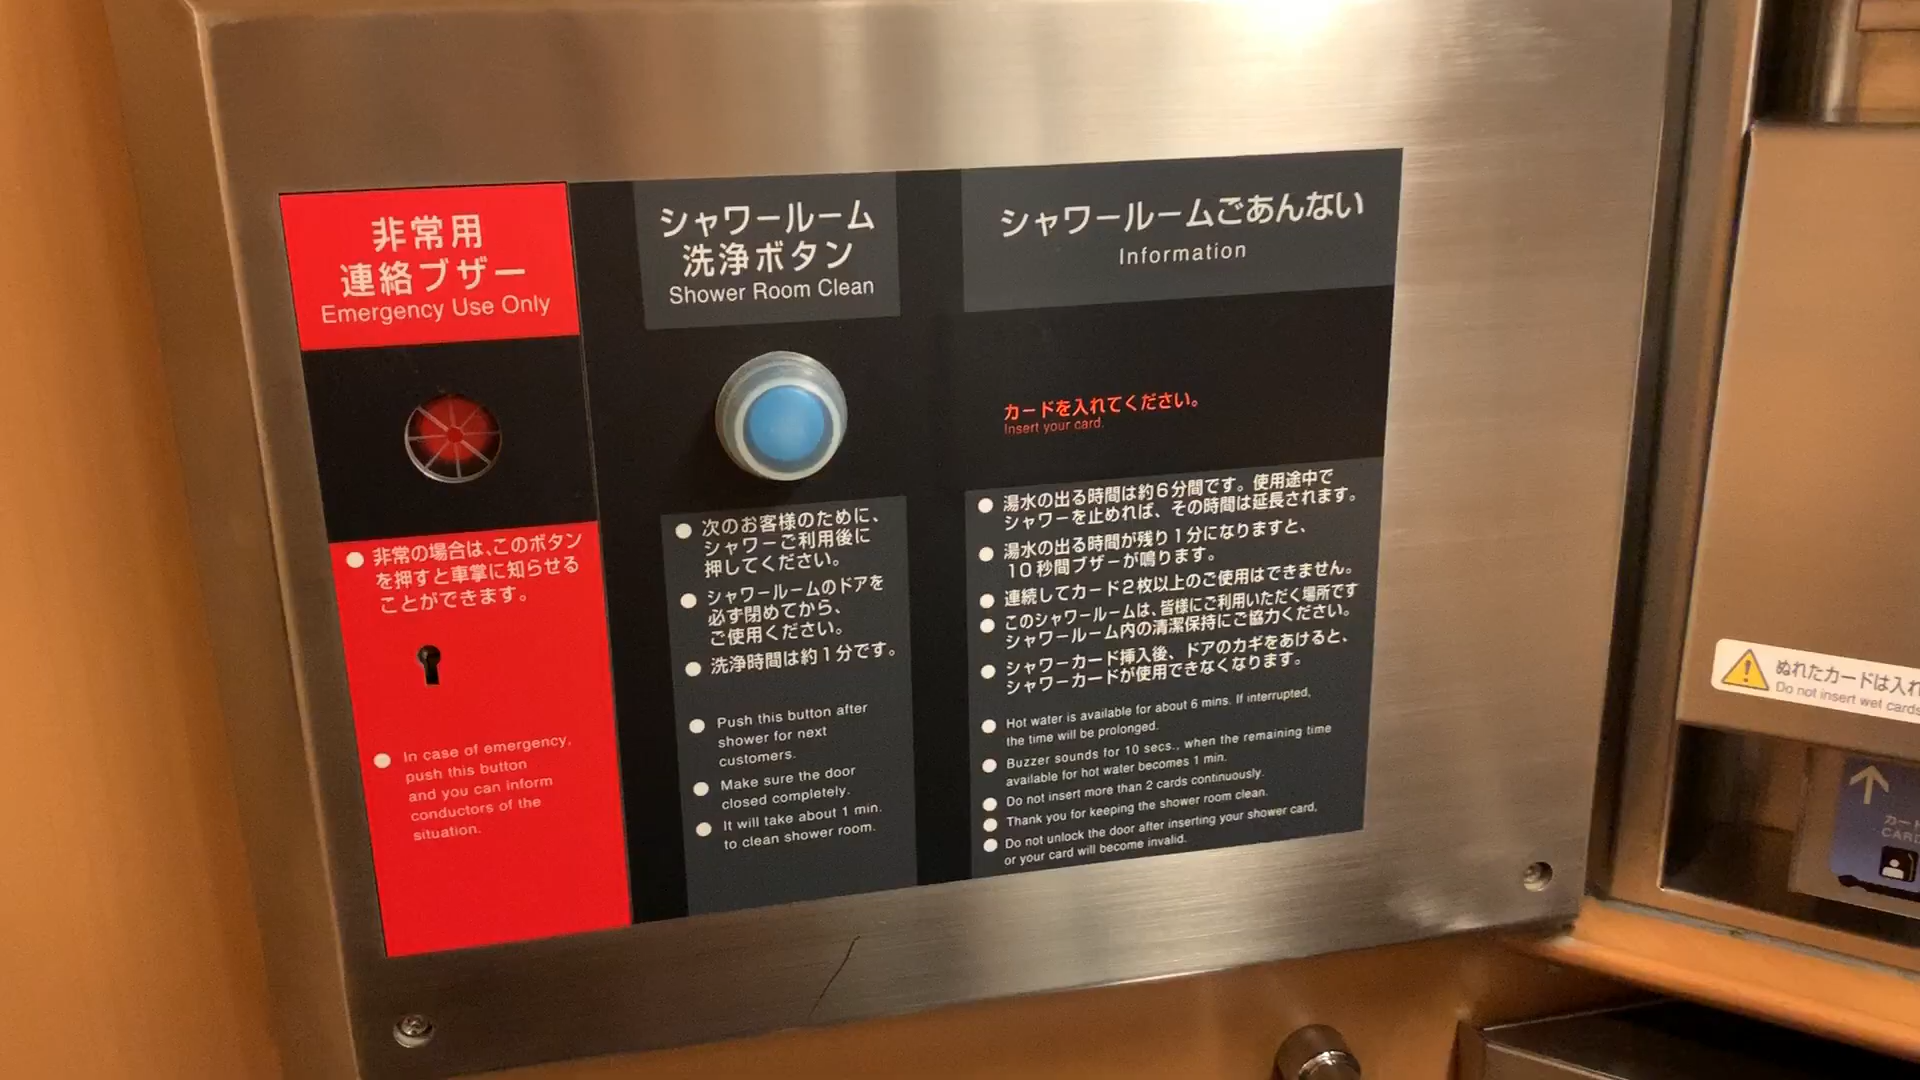 非常用
連絡ブザー
Emergency Use Only
非常の場合は、このボタン
を押すと車掌に知らせる
ことができます。
In case of emergency,
push this button
and you can inform
conductors of the
situation.
シャワールーム
洗浄ボタン
Shower Room Clean
次のお客様のために、
シャワーご利用後に
押してください。
シャワールームのドアを
必ず閉めてから、
ご使用ください。
洗浄時間は約1分です。
Push this button after
shower for next
customers.
Make sure the door
closed completely.
It will take about 1 min.
to clean shower room.
シャワールームごあんない
Information
カードを入れてください。
Insert your card.
湯水の出る時間は約6分間です。使用途中で
シャワーを止めれば、その時間は延長されます。
湯水の出る時間が残り1分になりますと、
10秒間ブザーが鳴ります。
連続してカード2枚以上のご使用はできません。
このシャワールームは、皆様にご利用いただく場所です
シャワールーム内の清潔保持にご協力ください。
シャワーカード挿入後、ドアのカギをあけると、
シャワーカードが使用できなくなります。
Hot water is available for about 6 mins. If interrupted,
the time will be prolonged.
Buzzer sounds for 10 secs., when the remaining time
available for hot water becomes 1 min.
Do not insert more than 2 cards continuously.
Thank you for keeping the shower room clean.
Do not unlock the door after inserting your shower card,
or your card will become invalid.
ぬれたカードは入れ
Do not insert wet cards
カー
CARD